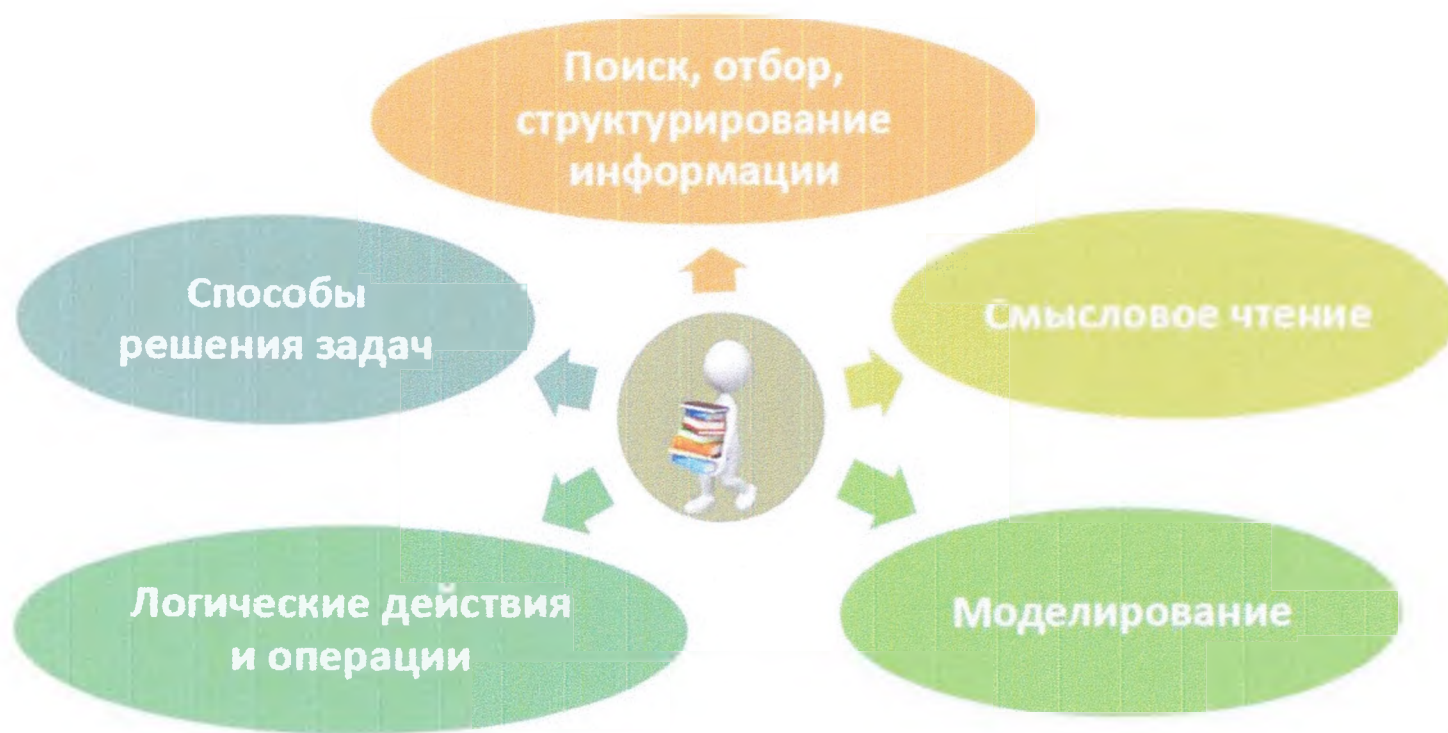 Поиск, отбор,
структурирование
информации
Способы
решения задач
Смысловое чтение
Логические действия
и операции
Моделирование